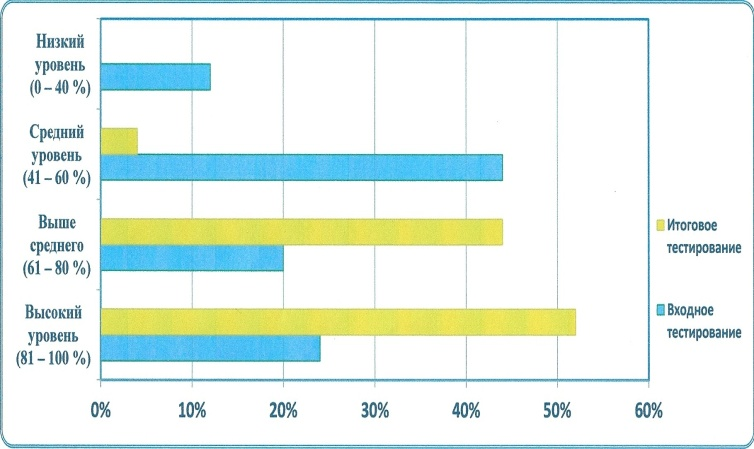 Низкий
уровень
(0 – 40 %)
Средний
уровень
(41 – 60 %)
Выше
среднего
(61 – 80 %)
Высокий
уровень
(81 – 100 %)
Итоговое
тестирование
Входное
тестирование
0% 10% 20% 30% 40% 50% 60%